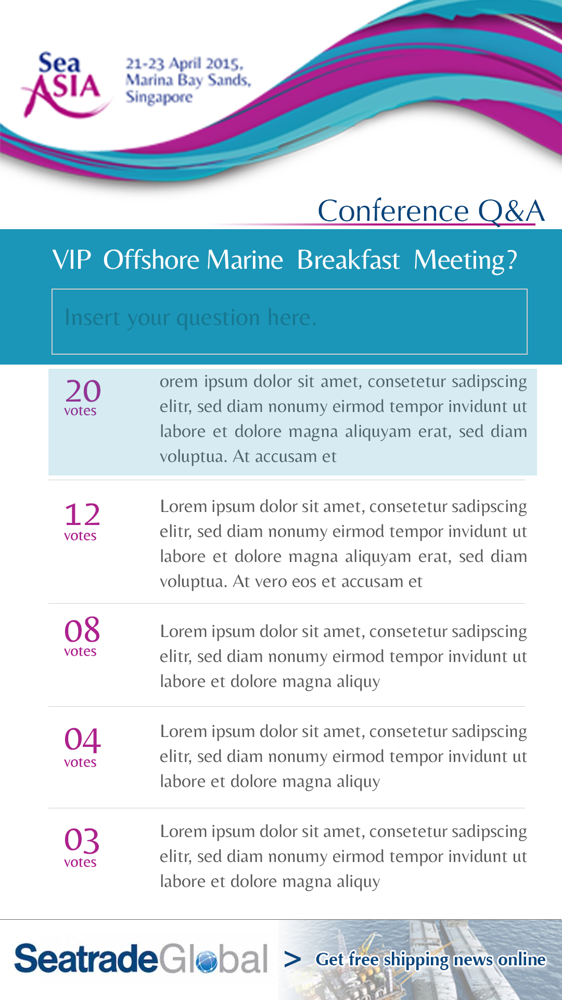 Sea
ASIA
21-23 April 2015,
Marina Bay Sands,
Singapore
Conference Q&A
VIP Offshore Marine Breakfast Meeting?
Insert your question here.
20
votes
orem ipsum dolor sit amet, consetetur sadipscing
elitr, sed diam nonumy eirmod tempor invidunt ut
labore et dolore magna aliquyam erat, sed diam
voluptua. At accusam et
12
votes
Lorem ipsum dolor sit amet, consetetur sadipscing
elitr, sed diam nonumy eirmod tempor invidunt ut
labore et dolore magna aliquyam erat, sed diam
voluptua. At vero eos et accusam et
08
votes
Lorem ipsum dolor sit amet, consetetur sadipscing
elitr, sed diam nonumy eirmod tempor invidunt ut
labore et dolore magna aliquy
04
votes
Lorem ipsum dolor sit amet, consetetur sadipscing
elitr, sed diam nonumy eirmod tempor invidunt ut
labore et dolore magna aliquy
03
votes
Lorem ipsum dolor sit amet, consetetur sadipscing
elitr, sed diam nonumy eirmod tempor invidunt ut
labore et dolore magna aliquy
SeatradeGlobal > Get free shipping news online